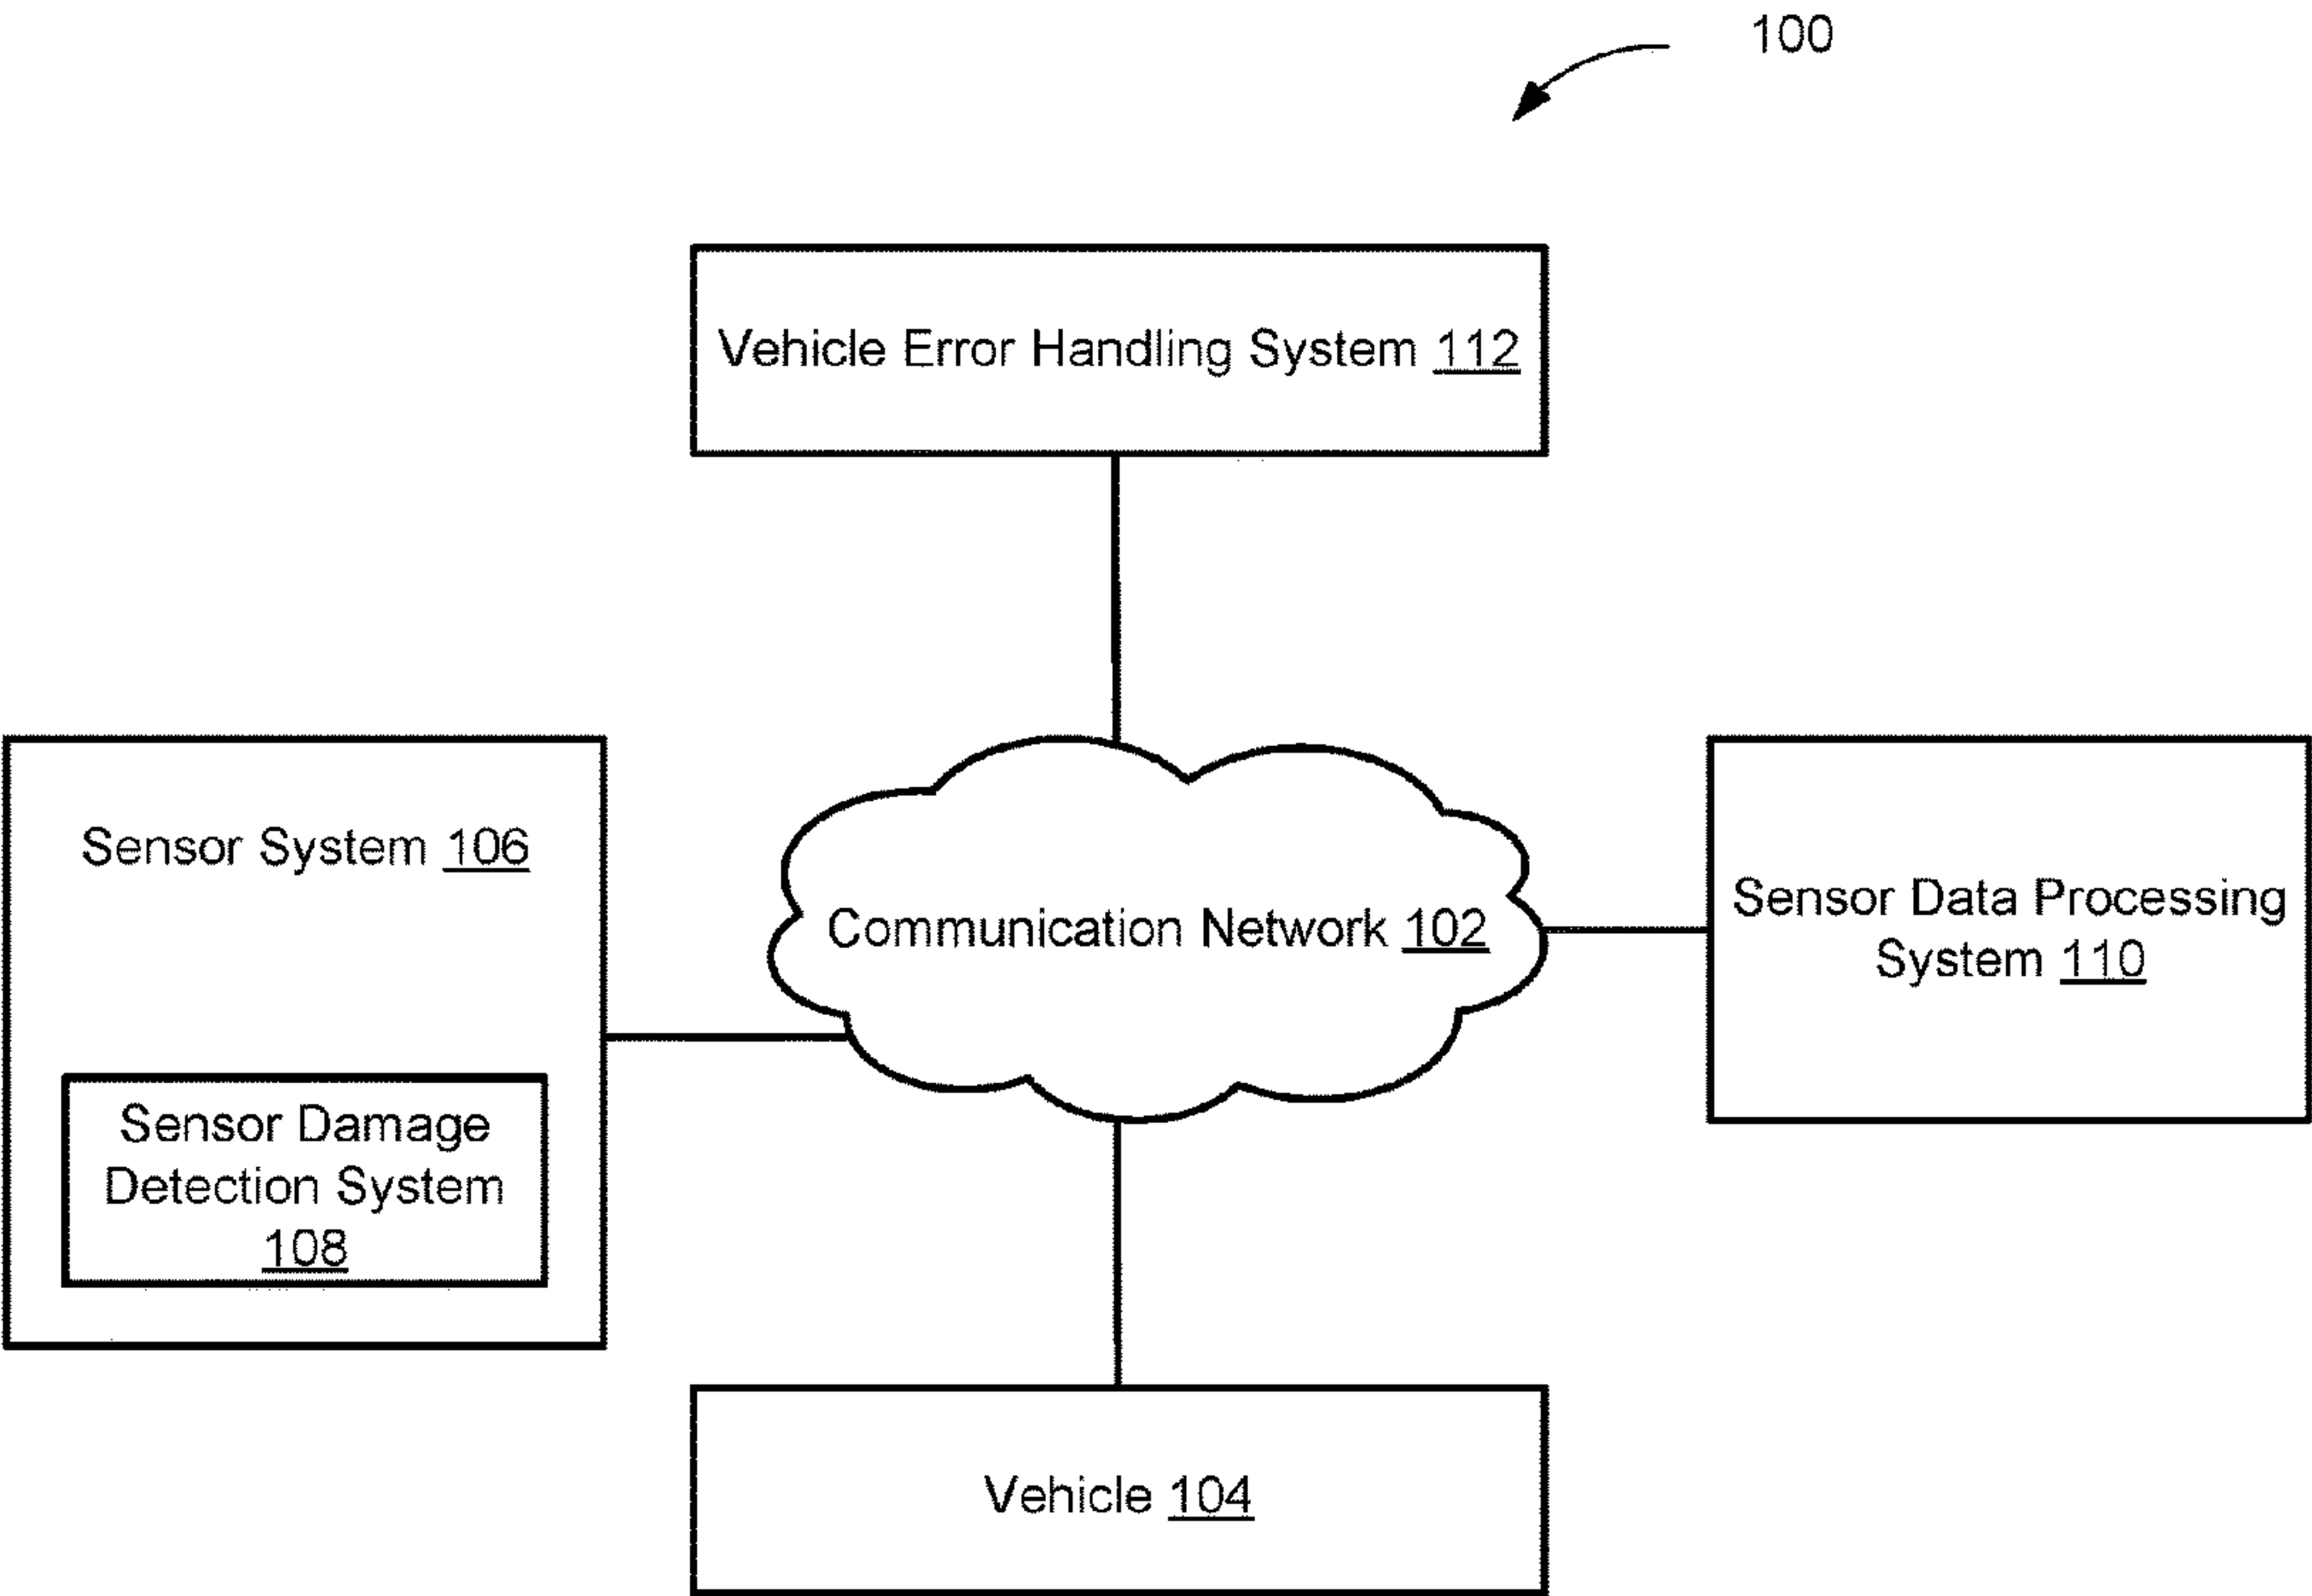 100
Vehicle Error Handling System 112
Sensor System 106
Communication Network 102
Sensor Data Processing
System 110
Sensor Damage
Detection System
108
Vehicle 104